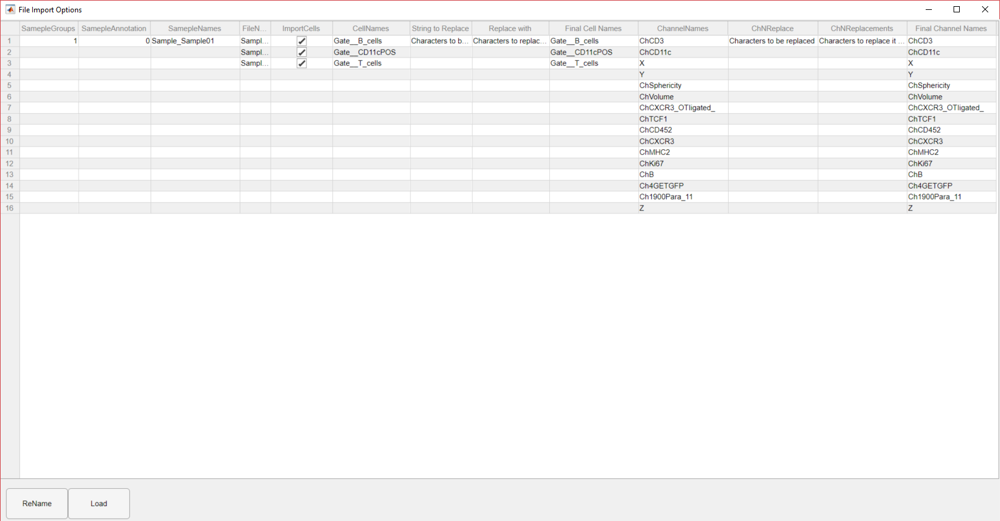 File Import Options
SamepleGroups SamepleAnnotation SamepleNames FileN... ImportCells CellNames String to Replace Replace with Final Cell Names ChannelNames ChNReplace ChNReplacements Final Channel Names
1 1 0 Sample_Sample01 Sampl... Gate__B_cells Characters to b... Characters to replac... Gate__B_cells ChCD3 Characters to be replaced Characters to replace it ... ChCD3
2 Sampl... Gate__CD11cPOS Gate__CD11cPOS ChCD11c ChCD11c
3 Sampl... Gate__T_cells Gate__T_cells X X
4 Y Y
5 ChSphericity ChSphericity
6 ChVolume ChVolume
7 ChCXCR3_OTIigated_ ChCXCR3_OTIigated_
8 ChTCF1 ChTCF1
9 ChCD452 ChCD452
10 ChCXCR3 ChCXCR3
11 ChMHC2 ChMHC2
12 ChKi67 ChKi67
13 ChB ChB
14 Ch4GETGFP Ch4GETGFP
15 Ch1900Para_11 Ch1900Para_11
16 Z Z
ReName Load